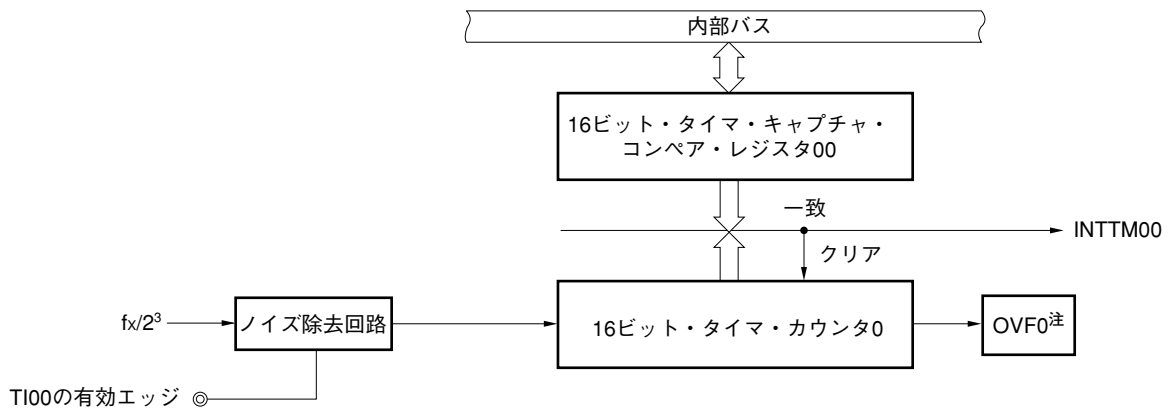 内部バス
16ビット・タイマ・キャプチャ・
コンペア・レジスタ00
一致
INTTM00
クリア
fx/2³
ノイズ除去回路
16ビット・タイマ・カウンタ0
OVF0注
TI00の有効エッジ